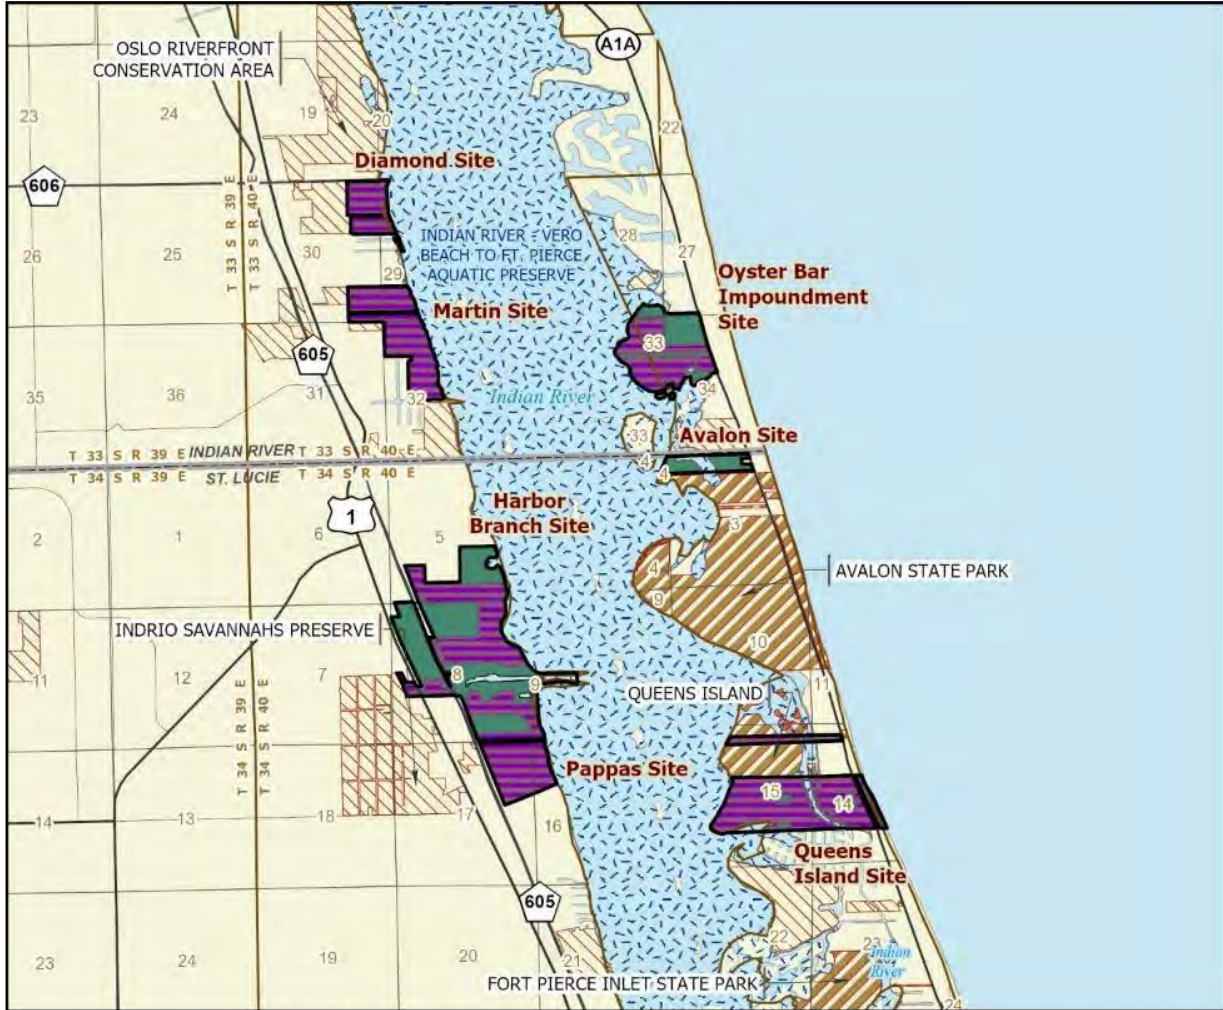 A1A
OSLO RIVERFRONT
CONSERVATION AREA
23
24
19
20
22
Diamond Site
606
T 33 S R 39 E
T 33 S R 40 E
26
25
30
29
28
27
INDIAN RIVER - VERO
BEACH TO FT. PIERCE
AQUATIC PRESERVE
Oyster Bar
Impoundment
Site
Martin Site
605
33
34
35
36
31
32
Indian River
33
Avalon Site
T 33 S R 39 E INDIAN RIVER T 33 S R 40 E
T 34 S R 39 E ST. LUCIE T 34 S R 40 E
4
4
Harbor
Branch Site
1
2
1
6
5
3
4
AVALON STATE PARK
9
INDRIO SAVANNAHS PRESERVE
10
11
12
7
8
9
11
QUEENS ISLAND
T 34 S R 39 E
T 34 S R 40 E
Pappas Site
15
14
14
13
18
17
16
Queens
Island Site
605
23
24
19
20
21
22
23
Indian
River
FORT PIERCE INLET STATE PARK
24